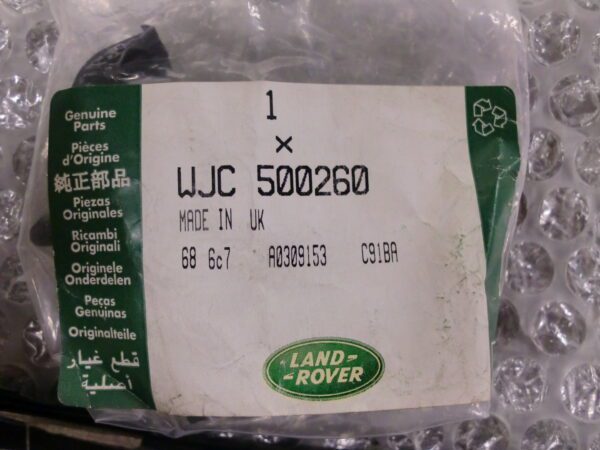 Genuine
Parts
Pièces
d'Origine
純正部品
Piezas
Originales
Ricambi
Originali
Originele
Onderdelen
Peças
Genuinas
Originalteile
قطع غيار
أصلية
1
×
WJC 500260
MADE IN UK
68 6c7 A0309153 C91BA
LAND-
-ROVER